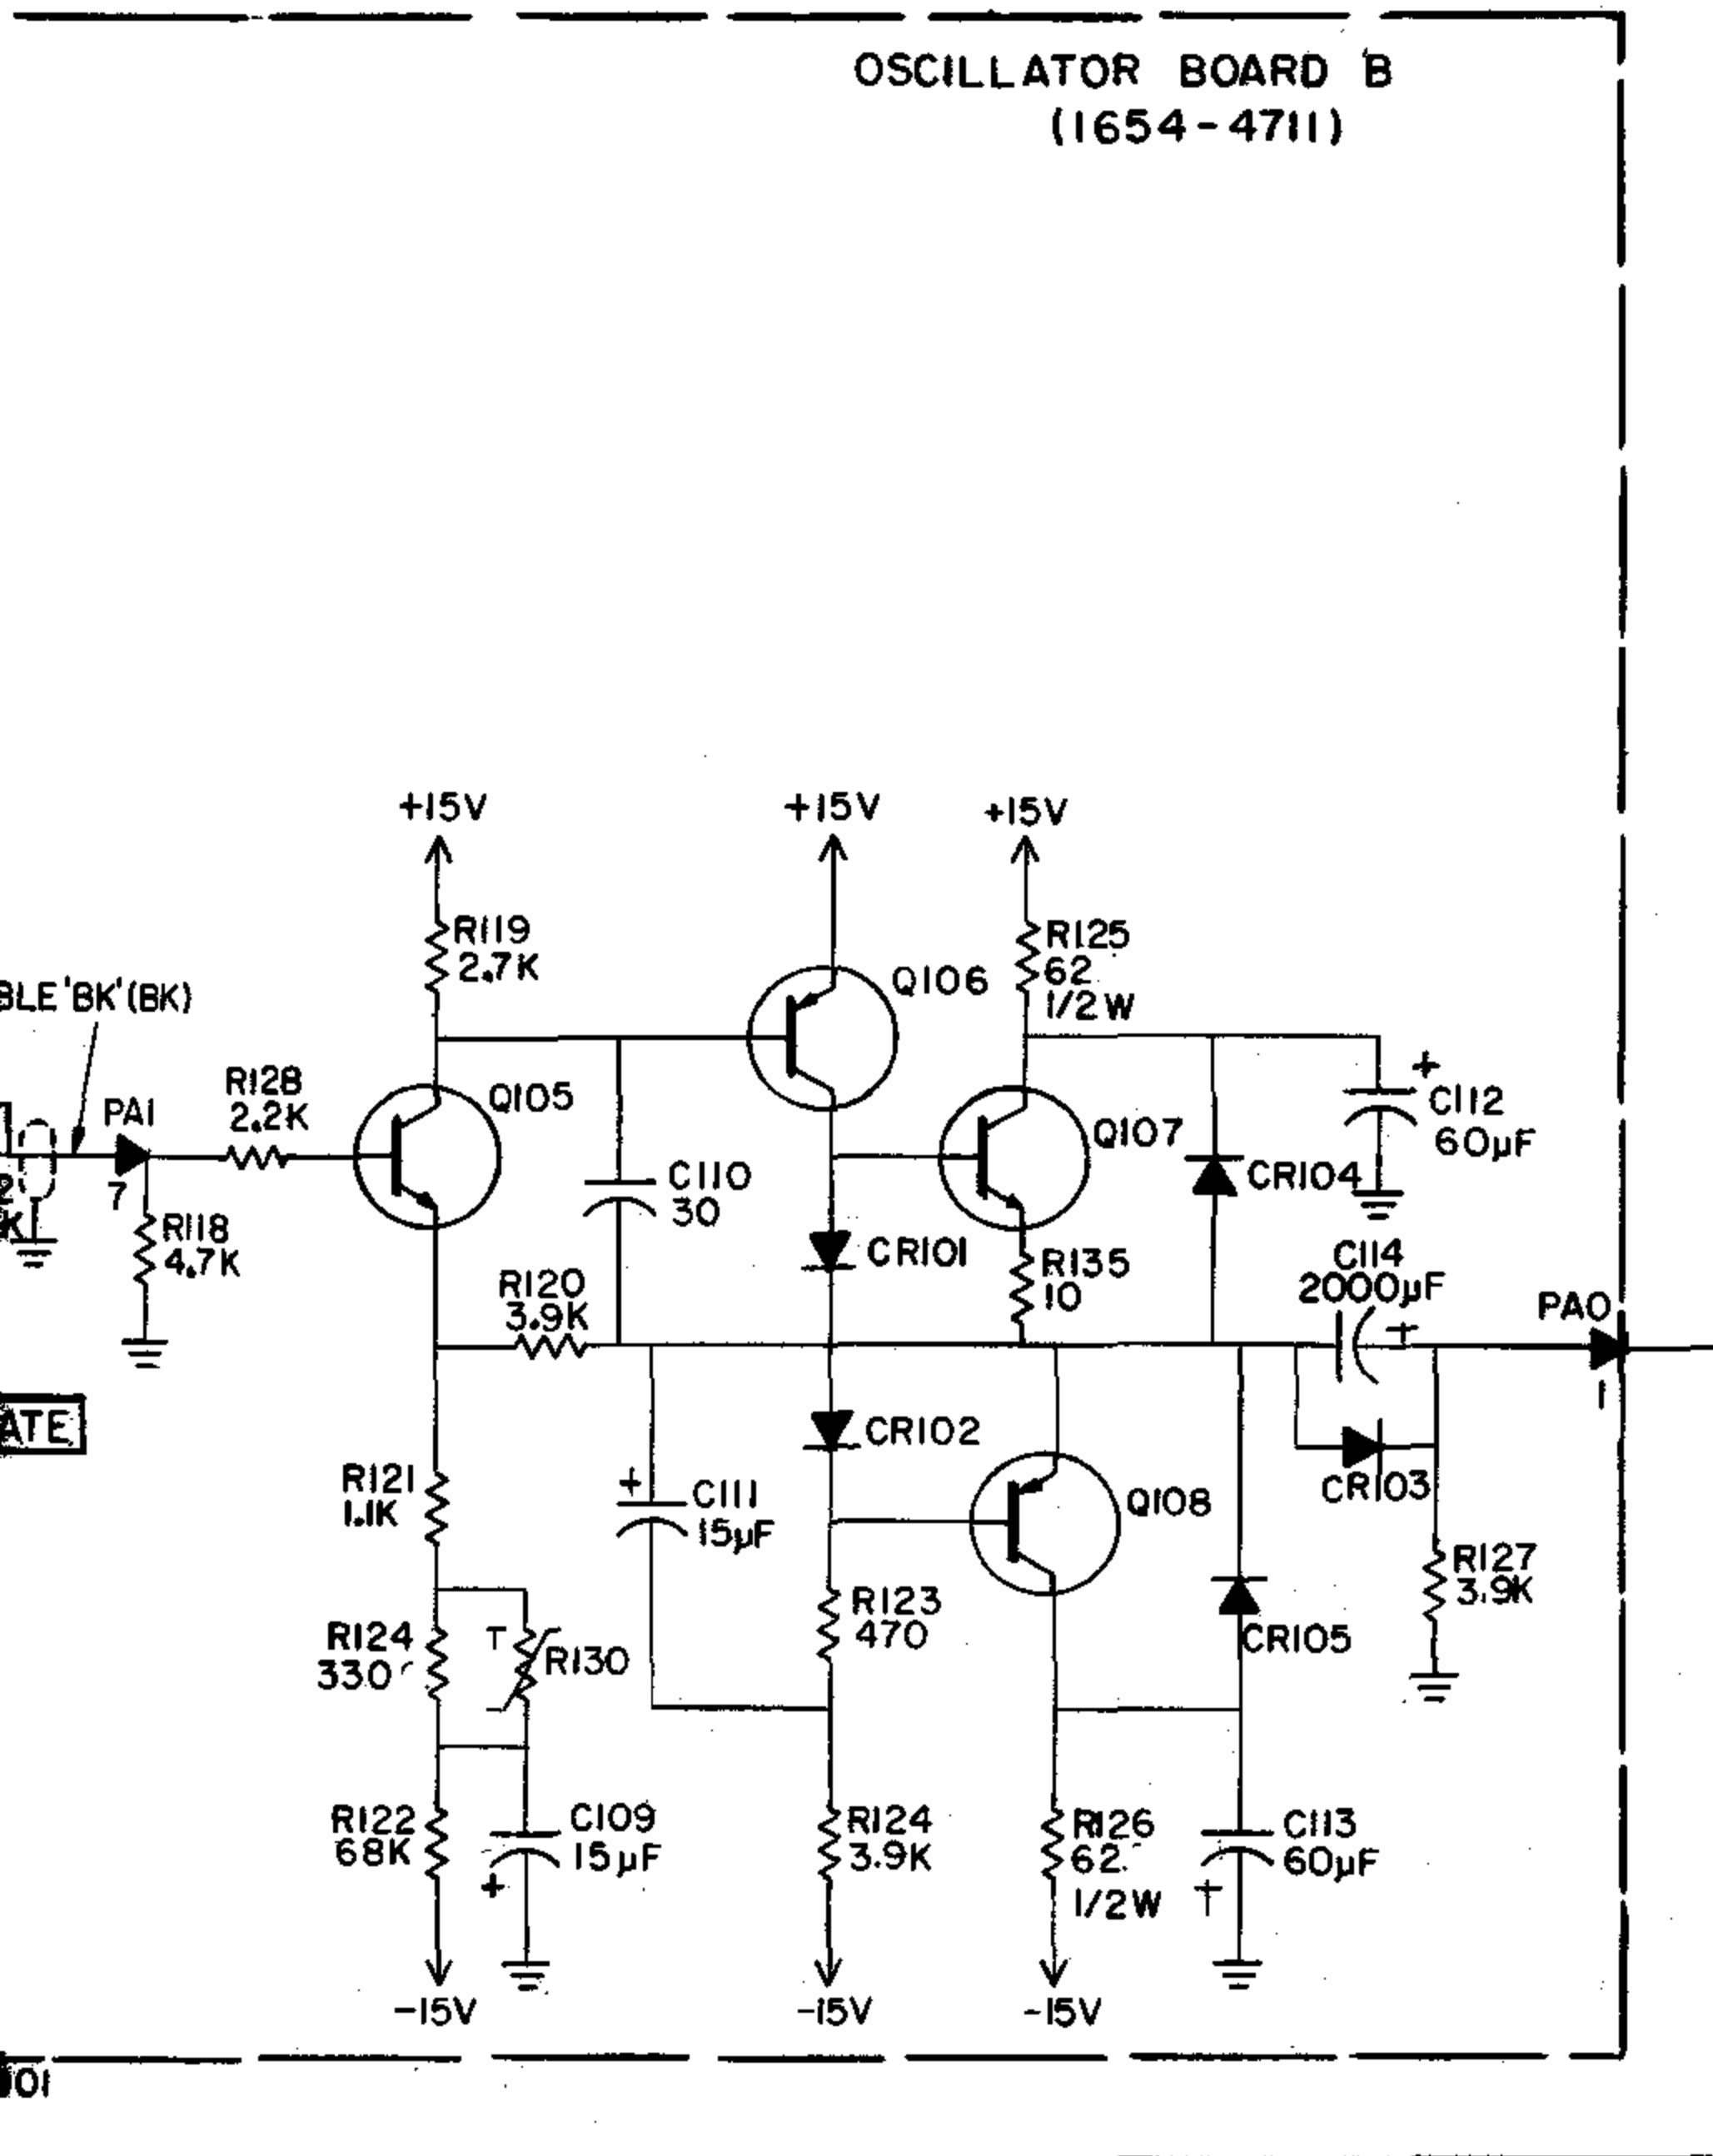 OSCILLATOR BOARD B
(1654-4711)
+15V
+15V
+15V
R119
2.7K
Q106
R125
62
1/2W
BLE 'BK' (BK)
R128
2.2K
Q105
PA1
7
R118
4.7K
C110
30
Q107
CR104
+
C112
60µF
CR101
R135
10
C114
2000µF
+
PA0
1
R120
3.9K
ATE
CR102
R121
1.1K
+
C111
15µF
Q108
CR103
R127
3.9K
R124
330
T
R130
R123
470
CR105
R122
68K
C109
15µF
+
R124
3.9K
R126
62
1/2W
C113
60µF
+
-15V
-15V
-15V
101